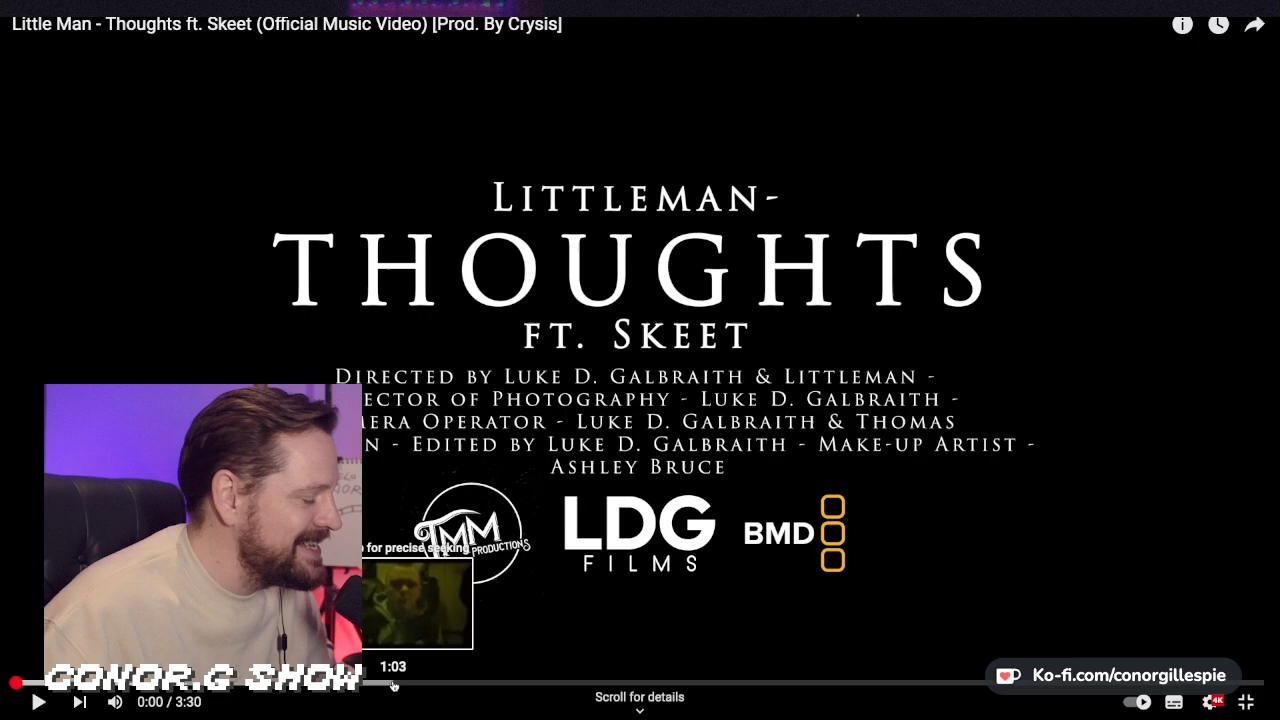 Little Man - Thoughts ft. Skeet (Official Music Video) [Prod. By Crysis]
LITTLEMAN-
THOUGHTS
FT. SKEET
DIRECTED BY LUKE D. GALBRAITH & LITTLEMAN -
OF PHOTOGRAPHY - LUKE D. GALBRAITH -
OPERATOR - LUKE D. GALBRAITH & THOMAS
- EDITED BY LUKE D. GALBRAITH - MAKE-UP ARTIST -
ASHLEY BRUCE
TMM
PRODUCTIONS
LDG
FILMS
BMD
for precise seeking
1:03
CONOR.G SHOW
Ko-fi.com/conorgillespie
0:00 / 3:30
Scroll for details
4K